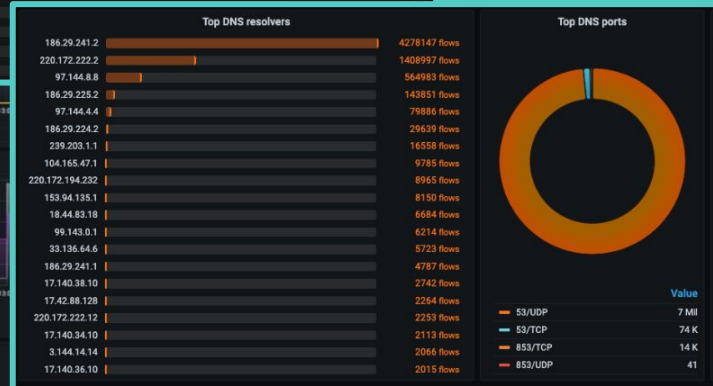 Top DNS resolvers
186.29.241.2 4278147 flows
220.172.222.2 1408997 flows
97.144.8.8 564983 flows
186.29.225.2 143851 flows
97.144.4.4 79886 flows
186.29.224.2 29639 flows
239.203.1.1 16558 flows
104.165.47.1 9785 flows
220.172.194.232 8965 flows
153.94.135.1 8150 flows
18.44.83.18 6684 flows
99.143.0.1 6214 flows
33.136.64.6 5723 flows
186.29.241.1 4787 flows
17.140.38.10 2742 flows
17.42.88.128 2264 flows
220.172.222.12 2253 flows
17.140.34.10 2113 flows
3.144.14.14 2066 flows
17.140.36.10 2015 flows
Top DNS ports
Value
53/UDP 7 Mil
53/TCP 74 K
853/TCP 14 K
853/UDP 41